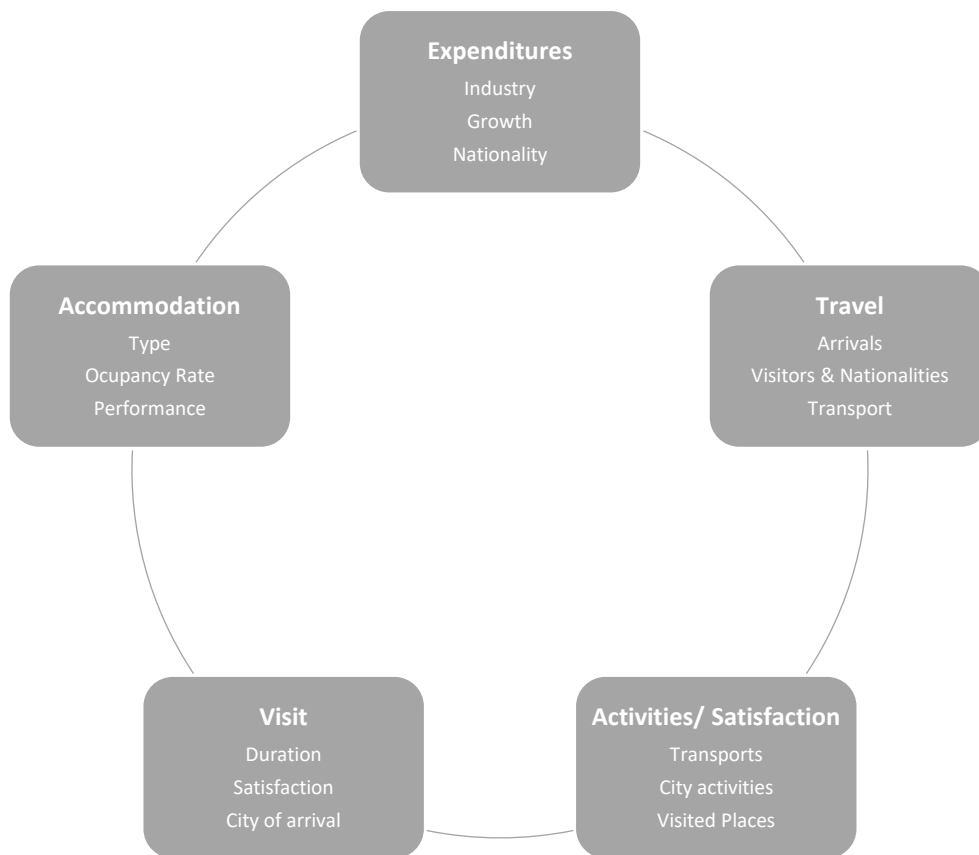 Expenditures
Industry
Growth
Nationality
Travel
Arrivals
Visitors & Nationalities
Transport
Activities/ Satisfaction
Transports
City activities
Visited Places
Visit
Duration
Satisfaction
City of arrival
Accommodation
Type
Ocupancy Rate
Performance